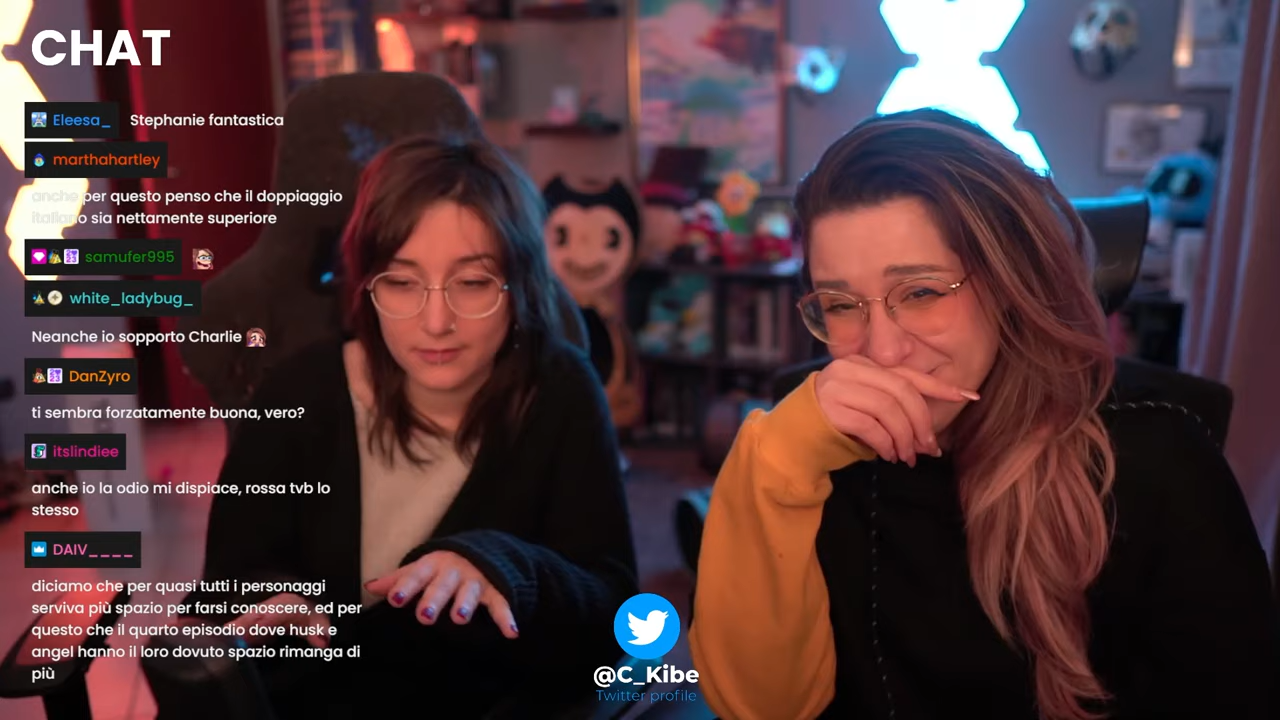 CHAT
Eleesa_ Stephanie fantastica
marthahartley
anche per questo penso che il doppiaggio
italiano sia nettamente superiore
samufer995
white_ladybug_
Neanche io sopporto Charlie
DanZyro
ti sembra forzatamente buona, vero?
itslindiee
anche io la odio mi dispiace, rossa tvb lo
stesso
DAIV____
diciamo che per quasi tutti i personaggi
serviva più spazio per farsi conoscere, ed per
questo che il quarto episodio dove husk e
angel hanno il loro dovuto spazio rimanga di
più
@C_Kibe
Twitter profile